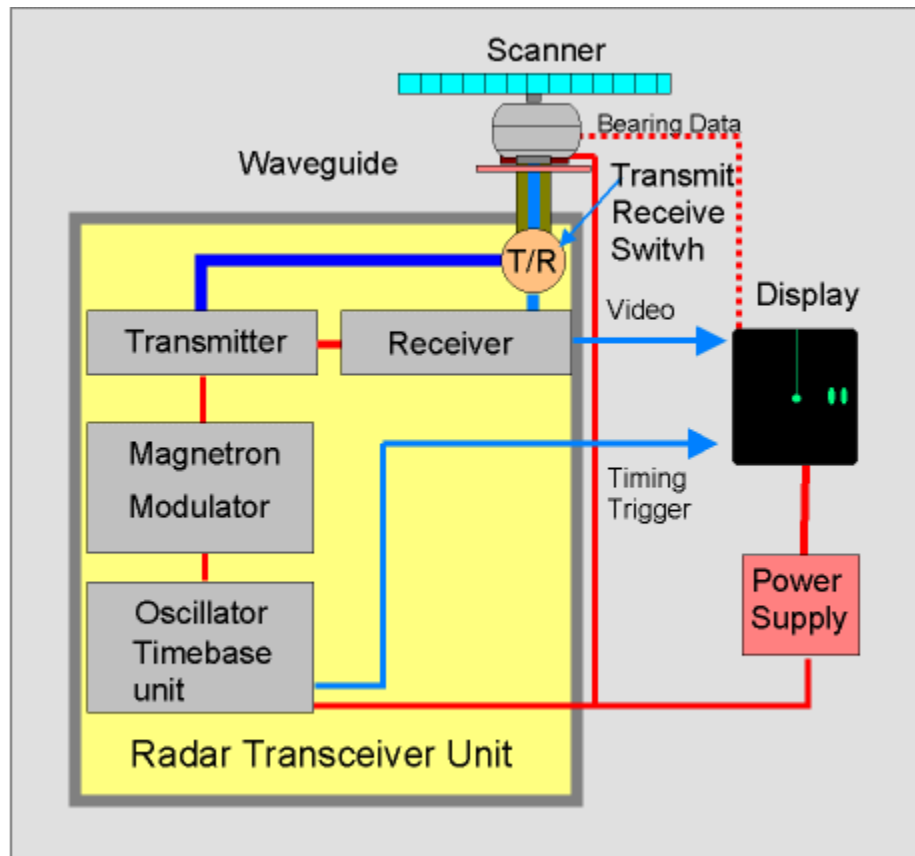 Scanner
Bearing Data
Waveguide
Transmit
Receive
Switvh
T/R
Display
Video
Transmitter
Receiver
Magnetron
Modulator
Timing
Trigger
Oscillator
Timebase
unit
Power
Supply
Radar Transceiver Unit